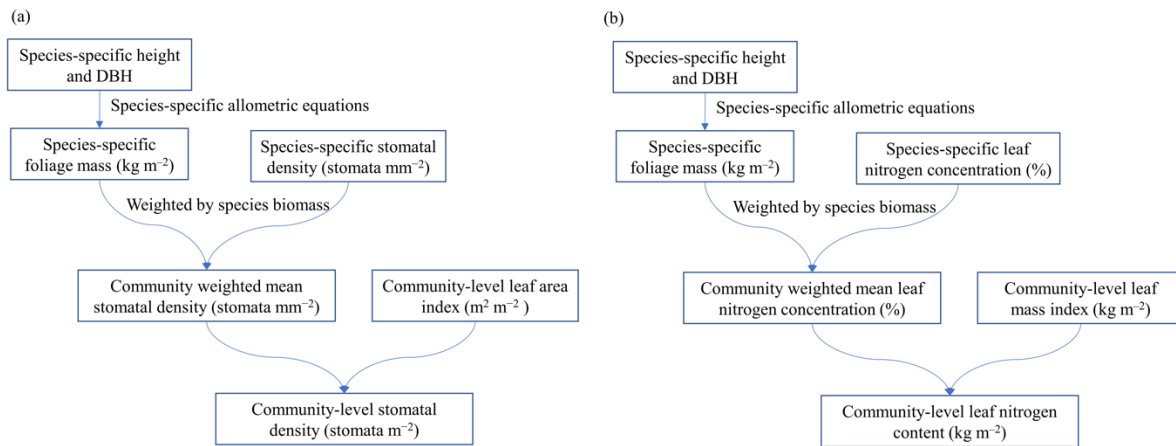 (a)
Species-specific height
and DBH
Species-specific allometric equations
Species-specific
foliage mass (kg m⁻²)
Species-specific stomatal
density (stomata mm⁻²)
Weighted by species biomass
Community weighted mean
stomatal density (stomata mm⁻²)
Community-level leaf area
index (m² m⁻² )
Community-level stomatal
density (stomata m⁻²)
(b)
Species-specific height
and DBH
Species-specific allometric equations
Species-specific
foliage mass (kg m⁻²)
Species-specific leaf
nitrogen concentration (%)
Weighted by species biomass
Community weighted mean leaf
nitrogen concentration (%)
Community-level leaf
mass index (kg m⁻²)
Community-level leaf nitrogen
content (kg m⁻²)